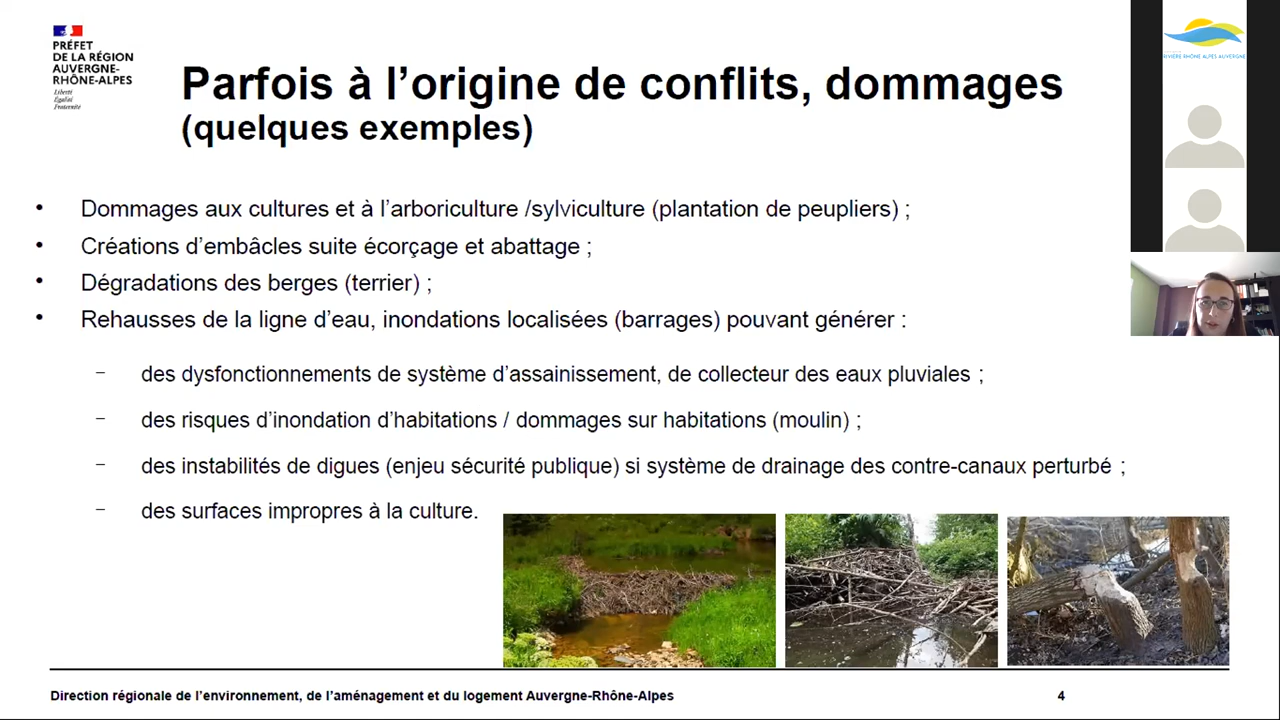 PRÉFET
DE LA RÉGION
AUVERGNE-
RHÔNE-ALPES
Liberté
Égalité
Fraternité
Parfois à l’origine de conflits, dommages
(quelques exemples)
• Dommages aux cultures et à l’arboriculture /sylviculture (plantation de peupliers) ;
• Créations d’embâcles suite écorçage et abattage ;
• Dégradations des berges (terrier) ;
• Rehausses de la ligne d’eau, inondations localisées (barrages) pouvant générer :
– des dysfonctionnements de système d’assainissement, de collecteur des eaux pluviales ;
– des risques d’inondation d’habitations / dommages sur habitations (moulin) ;
– des instabilités de digues (enjeu sécurité publique) si système de drainage des contre-canaux perturbé ;
– des surfaces impropres à la culture.
Direction régionale de l’environnement, de l’aménagement et du logement Auvergne-Rhône-Alpes
4
RIVIÈRE RHÔNE ALPES AUVERGNE